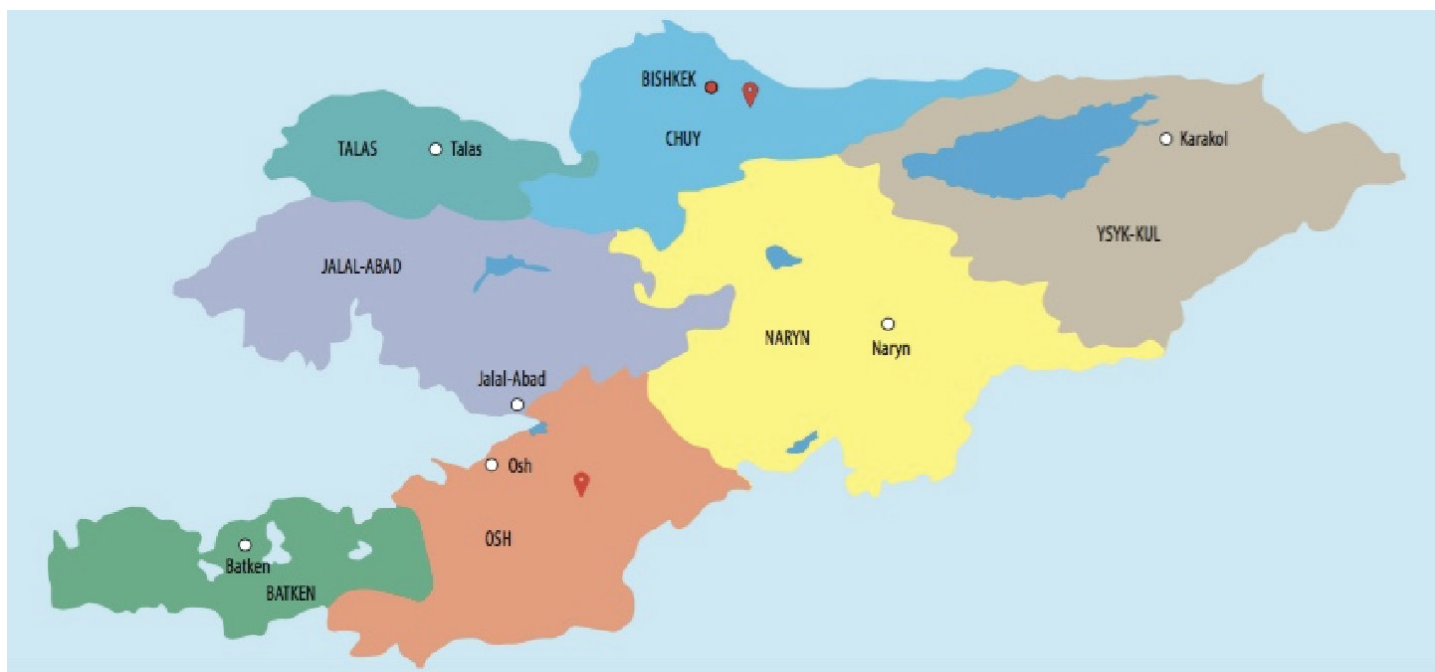 BISHKEK
CHUY
TALAS
Talas
Karakol
YSYK-KUL
JALAL-ABAD
NARYN
Naryn
Jalal-Abad
Osh
OSH
Batken
BATKEN